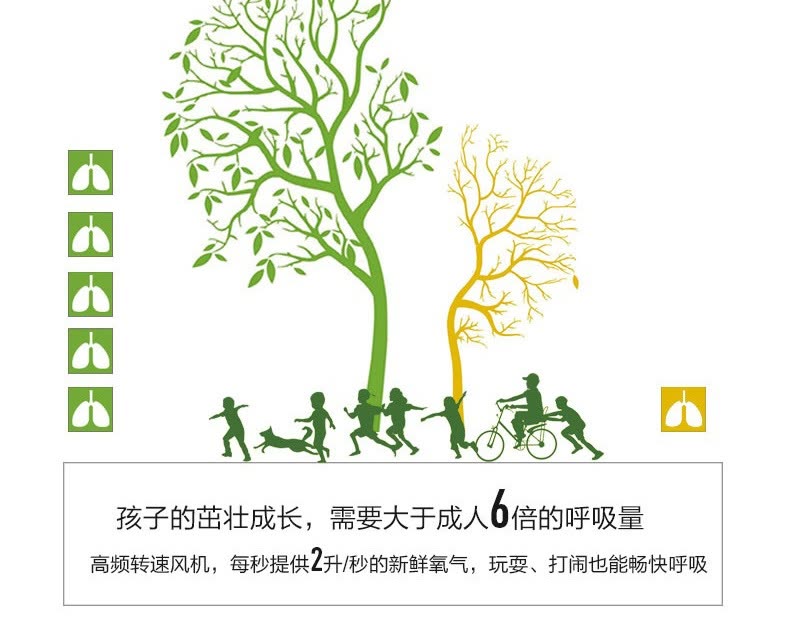 孩子的茁壮成长，需要大于成人6倍的呼吸量
高频转速风机，每秒提供2升/秒的新鲜氧气，玩耍、打闹也能畅快呼吸